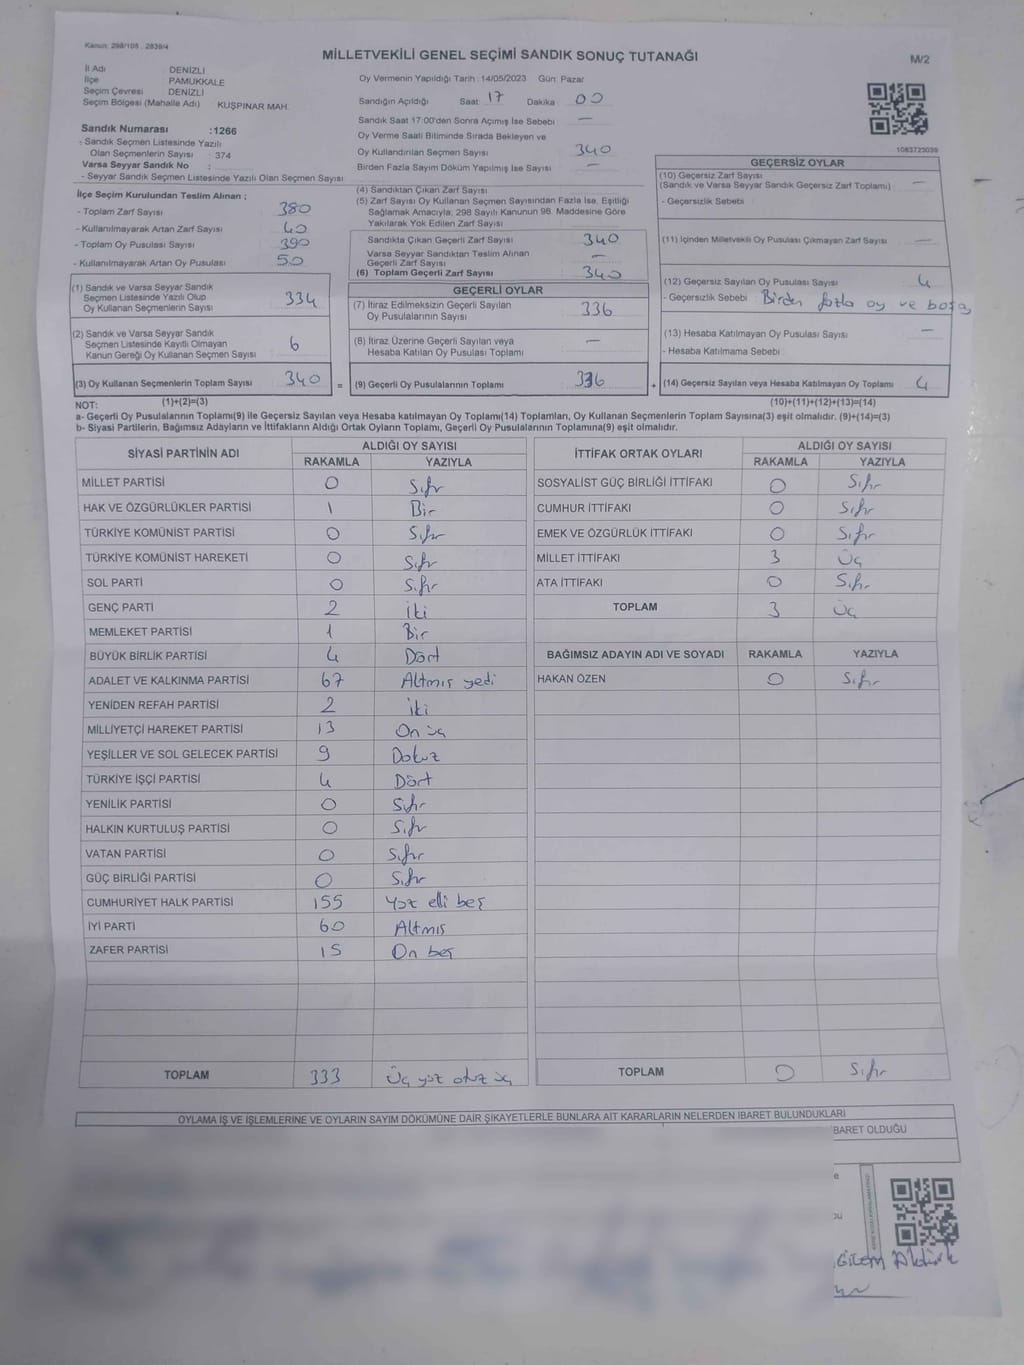 Kanun: 298/105 , 2839/4
MİLLETVEKİLİ GENEL SEÇİMİ SANDIK SONUÇ TUTANAĞI
M/2
İl Adı DENİZLİ
İlçe PAMUKKALE
Seçim Çevresi DENİZLİ
Seçim Bölgesi (Mahalle Adı) KUŞPINAR MAH.
Sandık Numarası :1266
- Sandık Seçmen Listesinde Yazılı
Olan Seçmenlerin Sayısı : 374
Varsa Seyyar Sandık No :
- Seyyar Sandık Seçmen Listesinde Yazılı Olan Seçmen Sayısı:
İlçe Seçim Kurulundan Teslim Alınan ;
- Toplam Zarf Sayısı 380
- Kullanılmayarak Artan Zarf Sayısı 40
- Toplam Oy Pusulası Sayısı 390
- Kullanılmayarak Artan Oy Pusulası 50
(1) Sandık ve Varsa Seyyar Sandık
Seçmen Listesinde Yazılı Olup
Oy Kullanan Seçmenlerin Sayısı 334
(2) Sandık ve Varsa Seyyar Sandık
Seçmen Listesinde Kayıtlı Olmayan
Kanun Gereği Oy Kullanan Seçmen Sayısı 6
(3) Oy Kullanan Seçmenlerin Toplam Sayısı 340 =
Oy Vermenin Yapıldığı Tarih :14/05/2023 Gün: Pazar
Sandığın Açıldığı Saat 17 Dakika 00
Sandık Saat 17:00'den Sonra Açımış İse Sebebi —
Oy Verme Saati Bitiminde Sırada Bekleyen ve
Oy Kullandırılan Seçmen Sayısı 340
Birden Fazla Sayım Döküm Yapılmış İse Sayısı —
(4) Sandıktan Çıkan Zarf Sayısı
(5) Zarf Sayısı Oy Kullanan Seçmen Sayısından Fazla İse, Eşitliği
Sağlamak Amacıyla, 298 Sayılı Kanunun 98. Maddesine Göre
Yakılarak Yok Edilen Zarf Sayısı
Sandıkta Çıkan Geçerli Zarf Sayısı 340
Varsa Seyyar Sandıktan Teslim Alınan
Geçerli Zarf Sayısı —
(6) Toplam Geçerli Zarf Sayısı 340
GEÇERLİ OYLAR
(7) İtiraz Edilmeksizin Geçerli Sayılan
Oy Pusulalarının Sayısı 336
(8) İtiraz Üzerine Geçerli Sayılan veya
Hesaba Katılan Oy Pusulası Toplamı —
(9) Geçerli Oy Pusulalarının Toplamı 336 +
1083723039
GEÇERSİZ OYLAR
(10) Geçersiz Zarf Sayısı
(Sandık ve Varsa Seyyar Sandık Geçersiz Zarf Toplamı) —
- Geçersizlik Sebebi :
(11) İçinden Milletvekili Oy Pusulası Çıkmayan Zarf Sayısı —
(12) Geçersiz Sayılan Oy Pusulası Sayısı 4
- Geçersizlik Sebebi : Birden fazla oy ve boş
(13) Hesaba Katılmayan Oy Pusulası Sayısı —
- Hesaba Katılmama Sebebi
(14) Geçersiz Sayılan veya Hesaba Katılmayan Oy Toplamı 4
NOT: (1)+(2)=(3) (10)+(11)+(12)+(13)=(14)
a- Geçerli Oy Pusulalarının Toplamı(9) ile Geçersiz Sayılan veya Hesaba katılmayan Oy Toplamı(14) Toplamları, Oy Kullanan Seçmenlerin Toplam Sayısına(3) eşit olmalıdır. (9)+(14)=(3)
b- Siyasi Partilerin, Bağımsız Adayların ve İttifakların Aldığı Ortak Oyların Toplamı, Geçerli Oy Pusulalarının Toplamına(9) eşit olmalıdır.
SİYASİ PARTİNİN ADI ALDIĞI OY SAYISI
RAKAMLA YAZIYLA
MİLLET PARTİSİ 0 Sıfır
HAK VE ÖZGÜRLÜKLER PARTİSİ 1 Bir
TÜRKİYE KOMÜNİST PARTİSİ 0 Sıfır
TÜRKİYE KOMÜNİST HAREKETİ 0 Sıfır
SOL PARTİ 0 Sıfır
GENÇ PARTİ 2 iki
MEMLEKET PARTİSİ 1 Bir
BÜYÜK BİRLİK PARTİSİ 4 Dört
ADALET VE KALKINMA PARTİSİ 67 Altmış yedi
YENİDEN REFAH PARTİSİ 2 iki
MİLLİYETÇİ HAREKET PARTİSİ 13 On üç
YEŞİLLER VE SOL GELECEK PARTİSİ 9 Dokuz
TÜRKİYE İŞÇİ PARTİSİ 4 Dört
YENİLİK PARTİSİ 0 Sıfır
HALKIN KURTULUŞ PARTİSİ 0 Sıfır
VATAN PARTİSİ 0 Sıfır
GÜÇ BİRLİĞİ PARTİSİ 0 Sıfır
CUMHURİYET HALK PARTİSİ 155 Yüz elli beş
İYİ PARTİ 60 Altmış
ZAFER PARTİSİ 15 On beş
TOPLAM 333 Üç yüz otuz üç
İTTİFAK ORTAK OYLARI ALDIĞI OY SAYISI
RAKAMLA YAZIYLA
SOSYALİST GÜÇ BİRLİĞİ İTTİFAKI 0 Sıfır
CUMHUR İTTİFAKI 0 Sıfır
EMEK VE ÖZGÜRLÜK İTTİFAKI 0 Sıfır
MİLLET İTTİFAKI 3 Üç
ATA İTTİFAKI 0 Sıfır
TOPLAM 3 Üç
BAĞIMSIZ ADAYIN ADI VE SOYADI RAKAMLA YAZIYLA
HAKAN ÖZEN 0 Sıfır
TOPLAM 0 Sıfır
OYLAMA İŞ VE İŞLEMLERİNE VE OYLARIN SAYIM DÖKÜMÜNE DAİR ŞİKAYETLERLE BUNLARA AİT KARARLARIN NELERDEN İBARET BULUNDUKLARI
BARET OLDUĞU